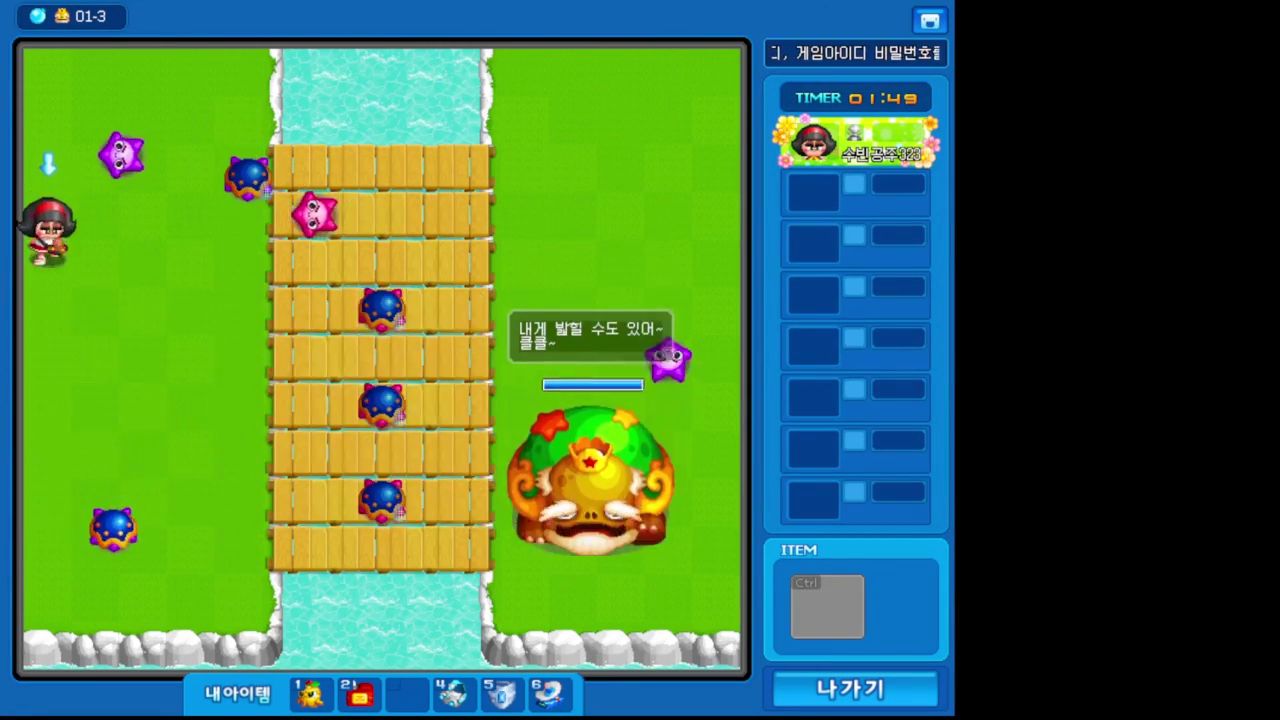 01-3
그, 게임아이디 비밀번호를
TIMER 01:49
수빈공주323
내게 밟힐 수도 있어~
클클~
ITEM
Ctrl
나가기
내아이템
1
2
4
5
6